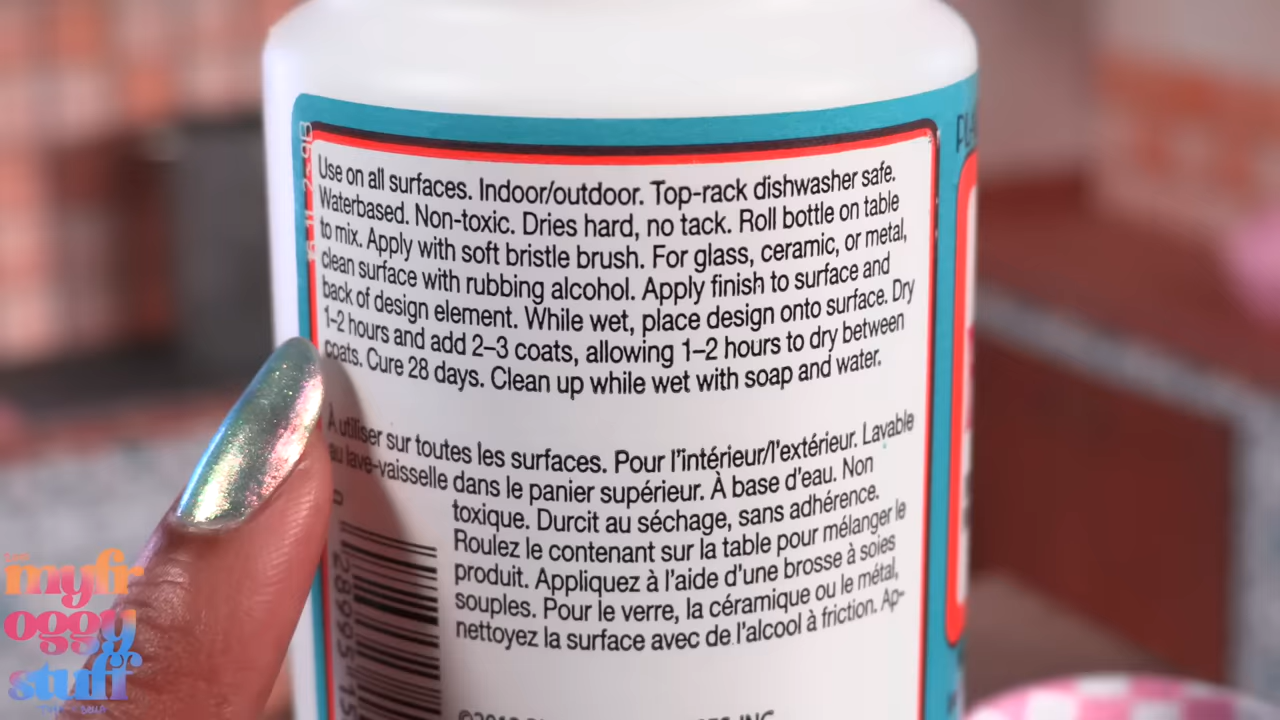 Use on all surfaces. Indoor/outdoor. Top-rack dishwasher safe.
Waterbased. Non-toxic. Dries hard, no tack. Roll bottle on table
to mix. Apply with soft bristle brush. For glass, ceramic, or metal,
clean surface with rubbing alcohol. Apply finish to surface and
back of design element. While wet, place design onto surface. Dry
1–2 hours and add 2–3 coats, allowing 1–2 hours to dry between
coats. Cure 28 days. Clean up while wet with soap and water.
À utiliser sur toutes les surfaces. Pour l'intérieur/l'extérieur. Lavable
au lave-vaisselle dans le panier supérieur. À base d'eau. Non
toxique. Durcit au séchage, sans adhérence.
Roulez le contenant sur la table pour mélanger le
produit. Appliquez à l'aide d'une brosse à soies
souples. Pour le verre, la céramique ou le métal,
nettoyez la surface avec de l'alcool à friction. Ap-
0 28995 15
myfr
oggy
stuff